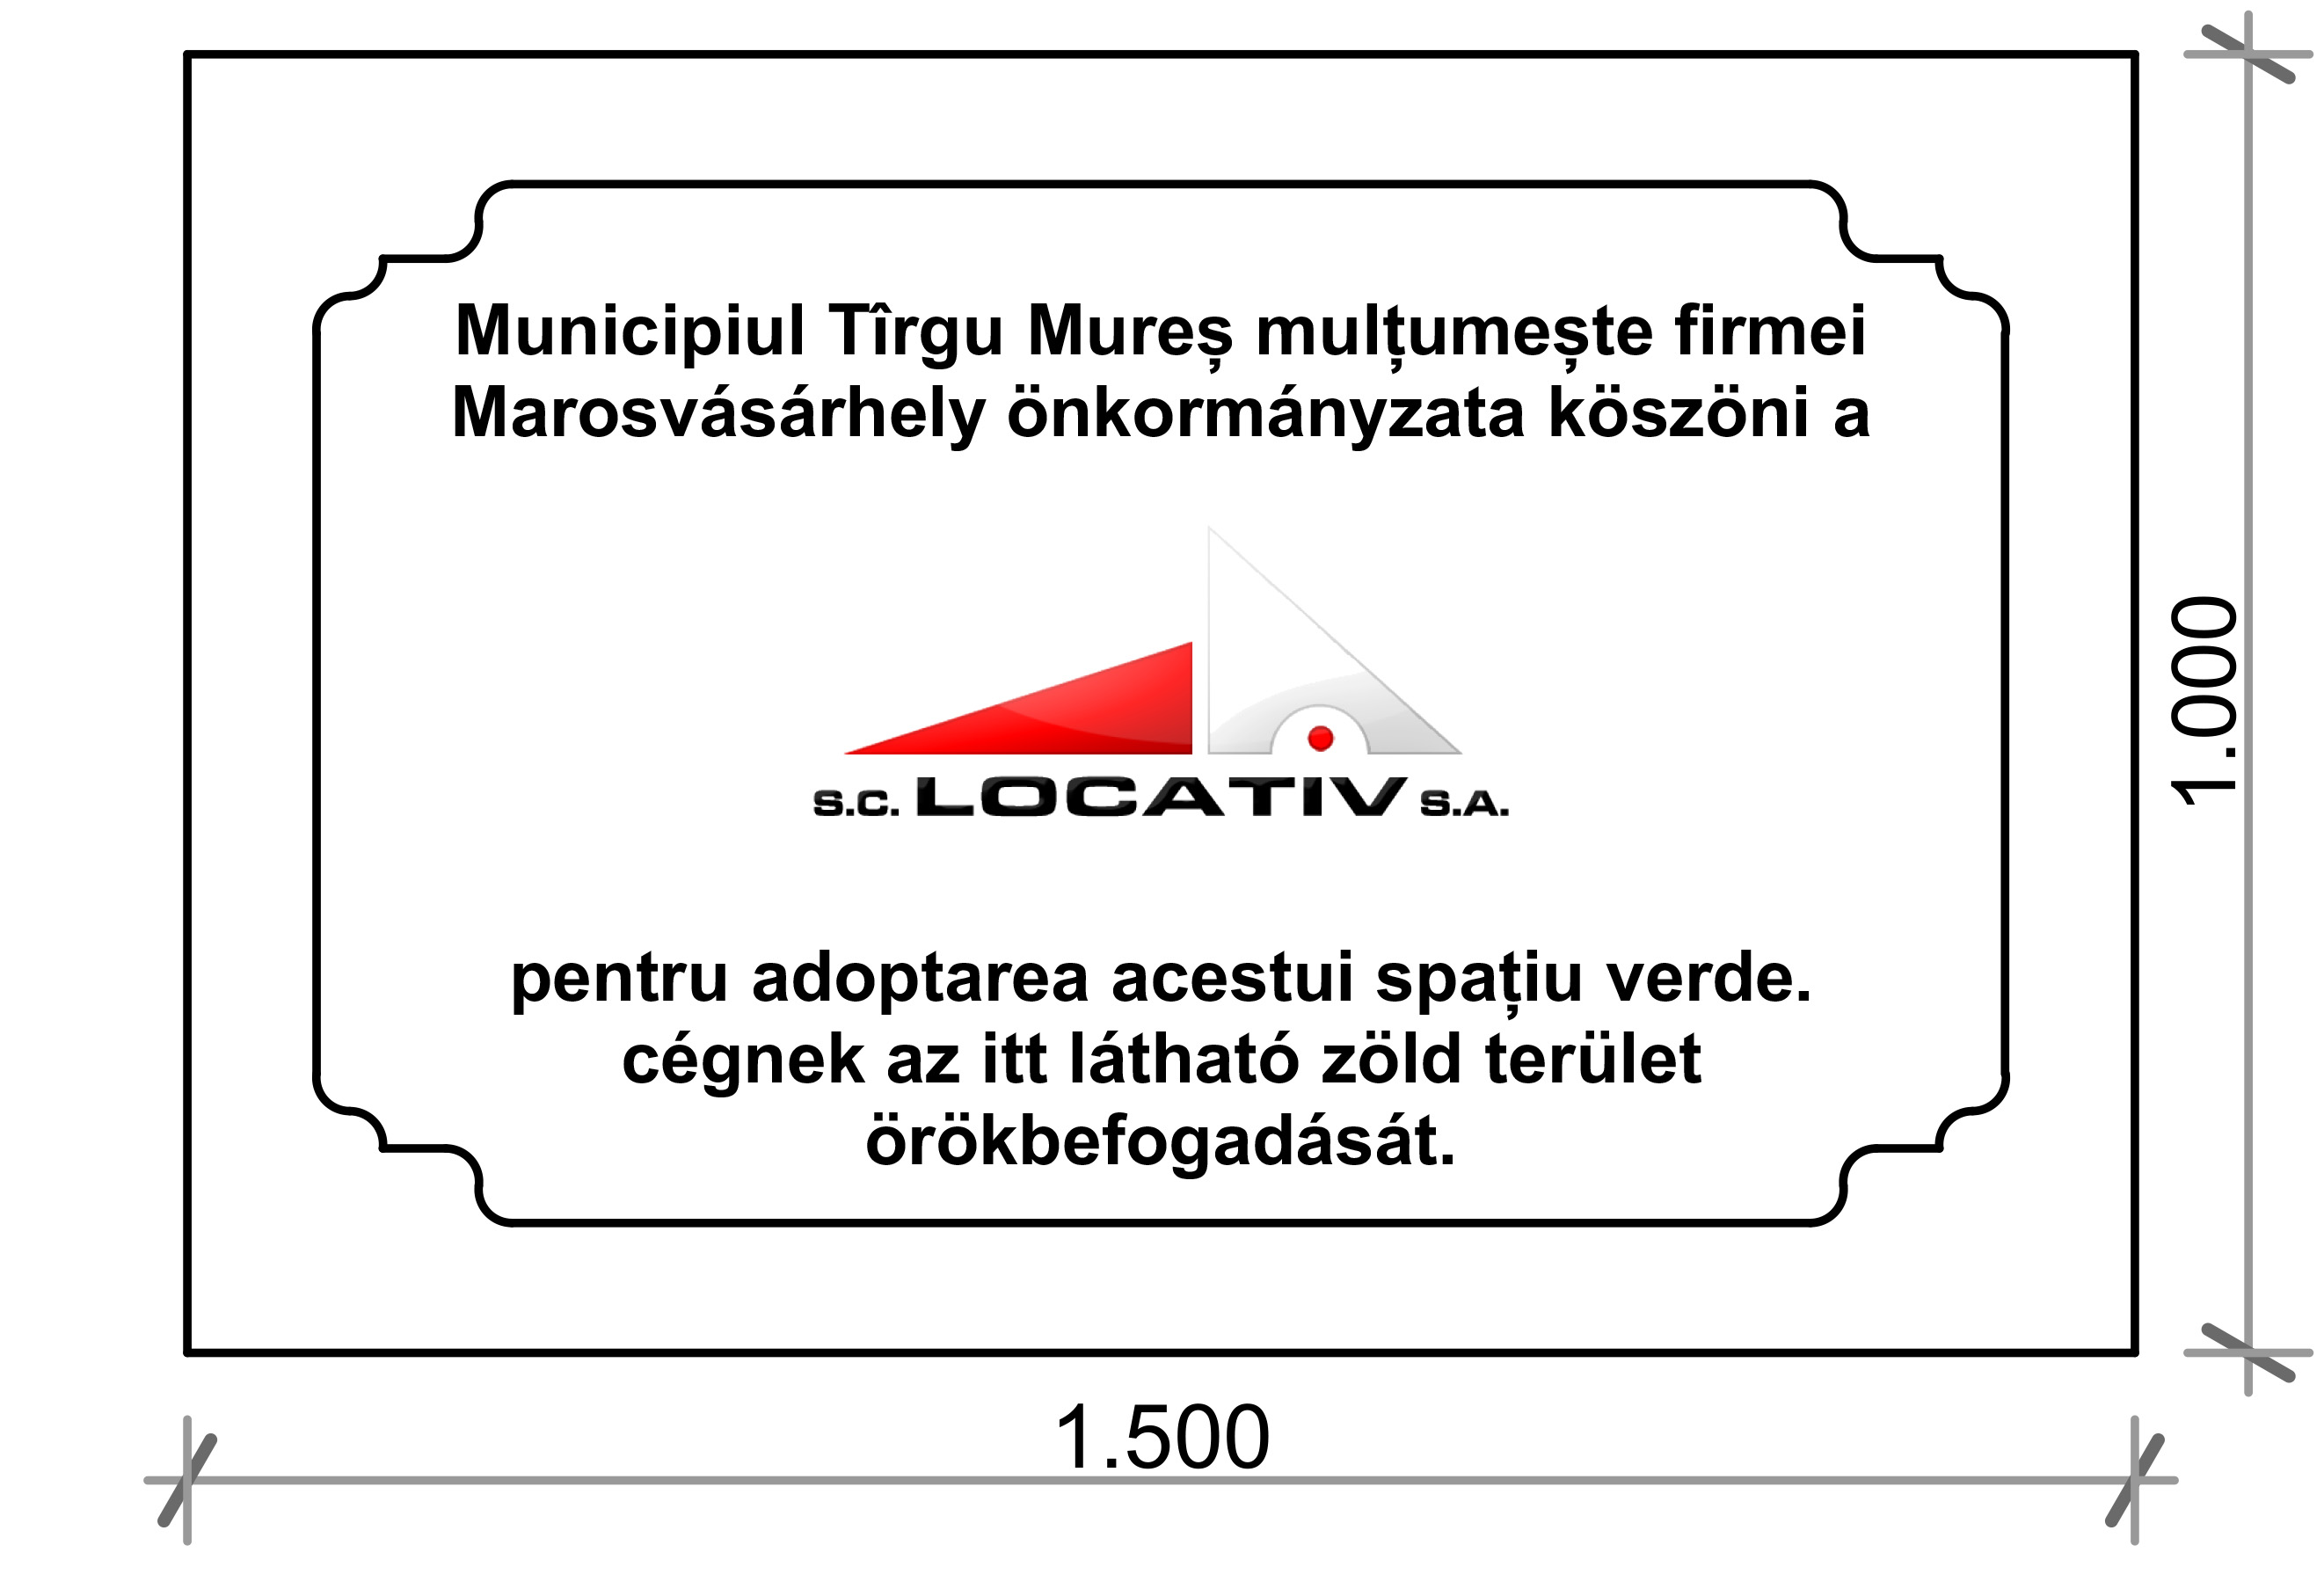 Municipiul Tîrgu Mureș mulțumește firmei
Marosvásárhely önkormányzata köszöni a
S.C. LOCATIV S.A.
pentru adoptarea acestui spațiu verde.
cégnek az itt látható zöld terület
örökbefogadását.
1.000
1.500